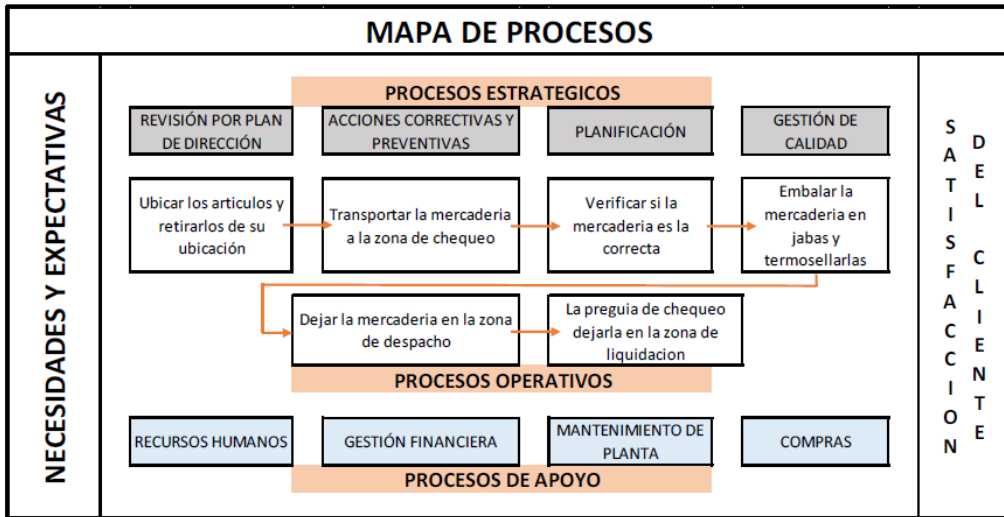 MAPA DE PROCESOS
NECESIDADES Y EXPECTATIVAS
PROCESOS ESTRATEGICOS
REVISIÓN POR PLAN
DE DIRECCIÓN
ACCIONES CORRECTIVAS Y
PREVENTIVAS
PLANIFICACIÓN
GESTIÓN DE
CALIDAD
Ubicar los articulos y
retirarlos de su
ubicación
Transportar la mercaderia
a la zona de chequeo
Verificar si la
mercaderia es la
correcta
Embalar la
mercaderia en
jabas y
termosellarlas
Dejar la mercaderia en la zona
de despacho
La preguia de chequeo
dejarla en la zona de
liquidacion
PROCESOS OPERATIVOS
RECURSOS HUMANOS
GESTIÓN FINANCIERA
MANTENIMIENTO DE
PLANTA
COMPRAS
PROCESOS DE APOYO
SATISFACCION
DEL CLIENTE